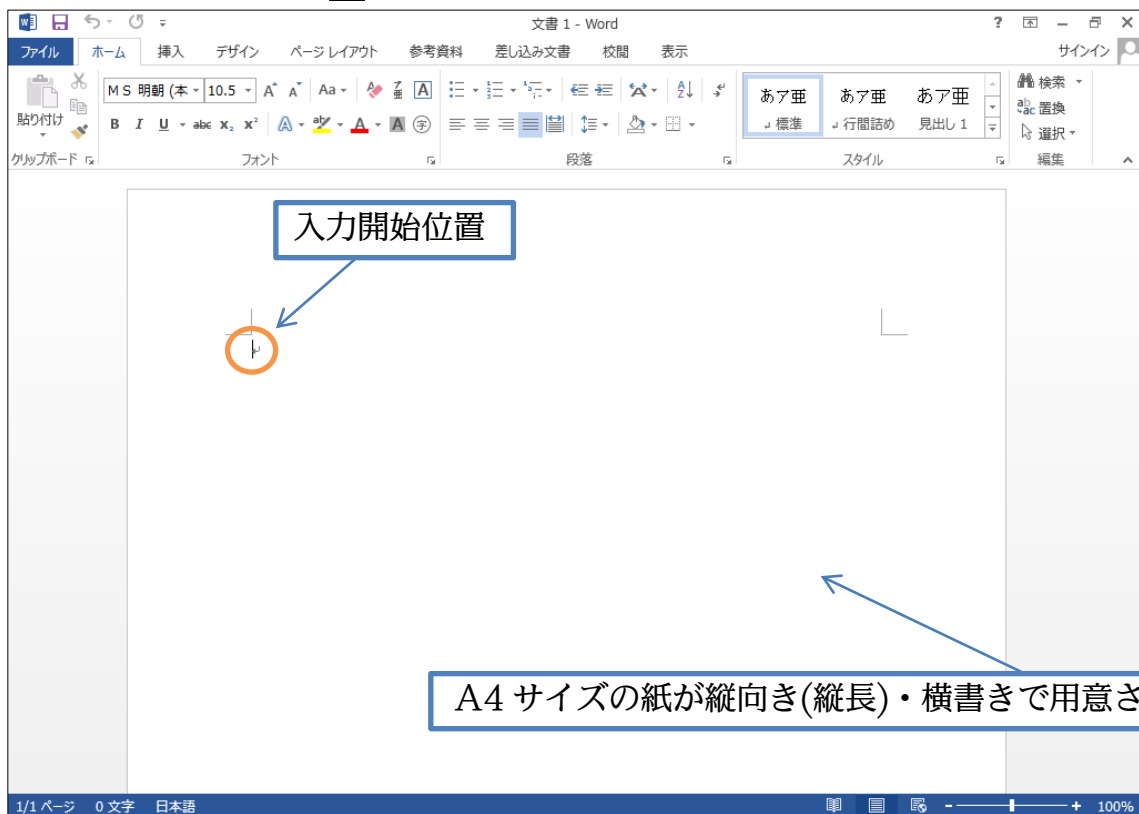 文書 1 - Word
?
ファイル ホーム 挿入 デザイン ページ レイアウト 参考資料 差し込み文書 校閲 表示 サインイン
貼り付け
クリップボード
ＭＳ 明朝 (本 10.5 A A Aa A
B I U abc x₂ x² A aby A A 字
フォント
段落
A Z
あア亜 あア亜 あア亜
標準 行間詰め 見出し 1
スタイル
検索
置換
選択
編集
入力開始位置
A4 サイズの紙が縦向き(縦長)・横書きで用意さ
1/1 ページ 0 文字 日本語 100%